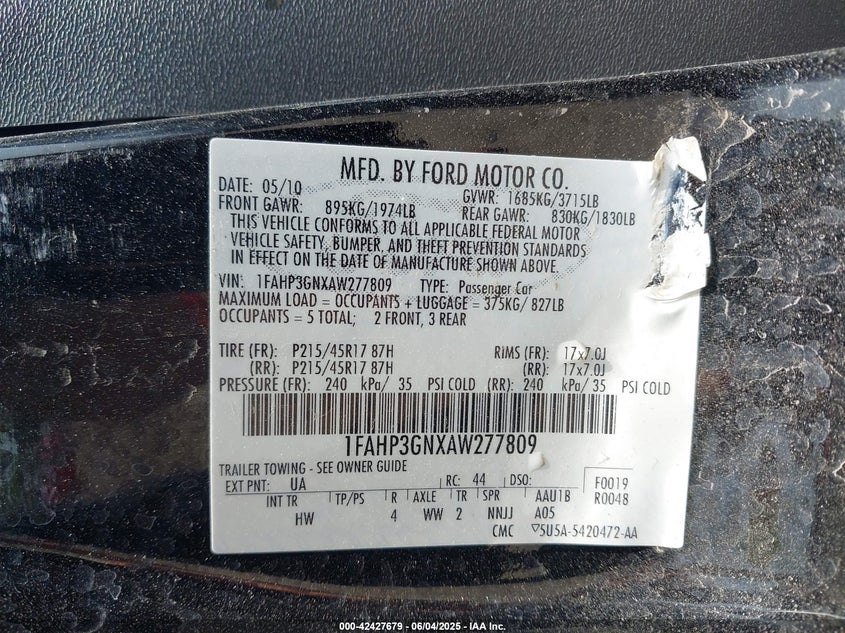 MFD. BY FORD MOTOR CO.
DATE: 05/10 GVWR: 1685KG/3715LB
FRONT GAWR: 895KG/1974LB REAR GAWR: 830KG/1830LB
THIS VEHICLE CONFORMS TO ALL APPLICABLE FEDERAL MOTOR
VEHICLE SAFETY, BUMPER, AND THEFT PREVENTION STANDARDS
IN EFFECT ON THE DATE OF MANUFACTURE SHOWN ABOVE.
VIN: 1FAHP3GNXAW277809 TYPE: Passenger Car
MAXIMUM LOAD = OCCUPANTS + LUGGAGE = 375KG/ 827LB
OCCUPANTS = 5 TOTAL; 2 FRONT, 3 REAR
TIRE (FR): P215/45R17 87H RIMS (FR): 17x7.0J
(RR): P215/45R17 87H (RR): 17x7.0J
PRESSURE (FR): 240 kPa/ 35 PSI COLD (RR): 240 kPa/ 35 PSI COLD
1FAHP3GNXAW277809
TRAILER TOWING - SEE OWNER GUIDE
EXT PNT: UA RC: 44 DSO: F0019
INT TR TP/PS R AXLE TR SPR AAU1B R0048
HW 4 WW 2 NNJJ A05
CMC ▽5U5A-5420472-AA
000-42427679 - 06/04/2025 - IAA Inc.